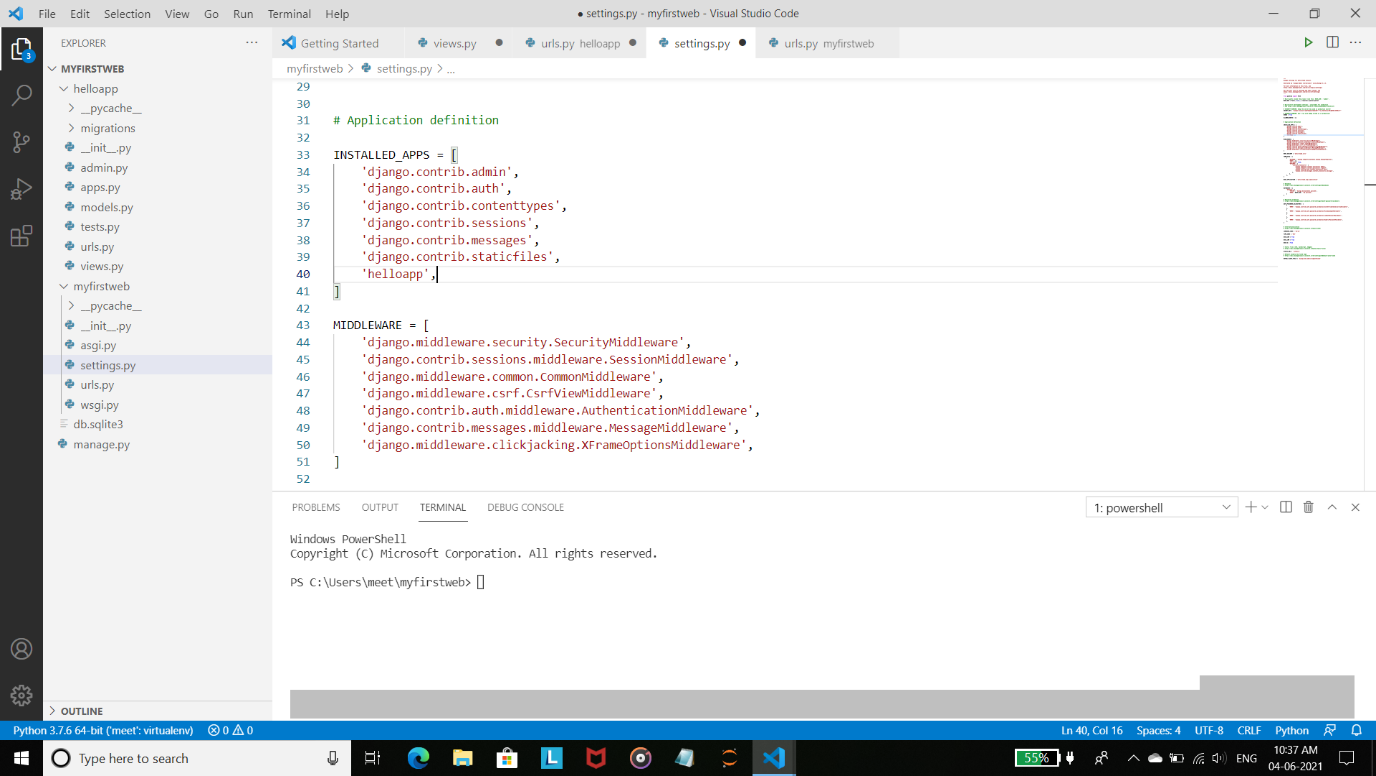 File Edit Selection View Go Run Terminal Help
● settings.py - myfirstweb - Visual Studio Code
EXPLORER
Getting Started
views.py
urls.py helloapp
settings.py
urls.py myfirstweb
3
myfirstweb > settings.py > ...
MYFIRSTWEB
helloapp
__pycache__
migrations
__init__.py
admin.py
apps.py
models.py
tests.py
urls.py
views.py
myfirstweb
__pycache__
__init__.py
asgi.py
settings.py
urls.py
wsgi.py
db.sqlite3
manage.py
OUTLINE
29
30
31 # Application definition
32
33 INSTALLED_APPS = [
34 'django.contrib.admin',
35 'django.contrib.auth',
36 'django.contrib.contenttypes',
37 'django.contrib.sessions',
38 'django.contrib.messages',
39 'django.contrib.staticfiles',
40 'helloapp',
41 ]
42
43 MIDDLEWARE = [
44 'django.middleware.security.SecurityMiddleware',
45 'django.contrib.sessions.middleware.SessionMiddleware',
46 'django.middleware.common.CommonMiddleware',
47 'django.middleware.csrf.CsrfViewMiddleware',
48 'django.contrib.auth.middleware.AuthenticationMiddleware',
49 'django.contrib.messages.middleware.MessageMiddleware',
50 'django.middleware.clickjacking.XFrameOptionsMiddleware',
51 ]
52
PROBLEMS OUTPUT TERMINAL DEBUG CONSOLE
1: powershell
Windows PowerShell
Copyright (C) Microsoft Corporation. All rights reserved.
PS C:\Users\meet\myfirstweb>
Python 3.7.6 64-bit ('meet': virtualenv) 0 0
Ln 40, Col 16 Spaces: 4 UTF-8 CRLF Python
Type here to search
L
55%
ENG
10:37 AM
04-06-2021